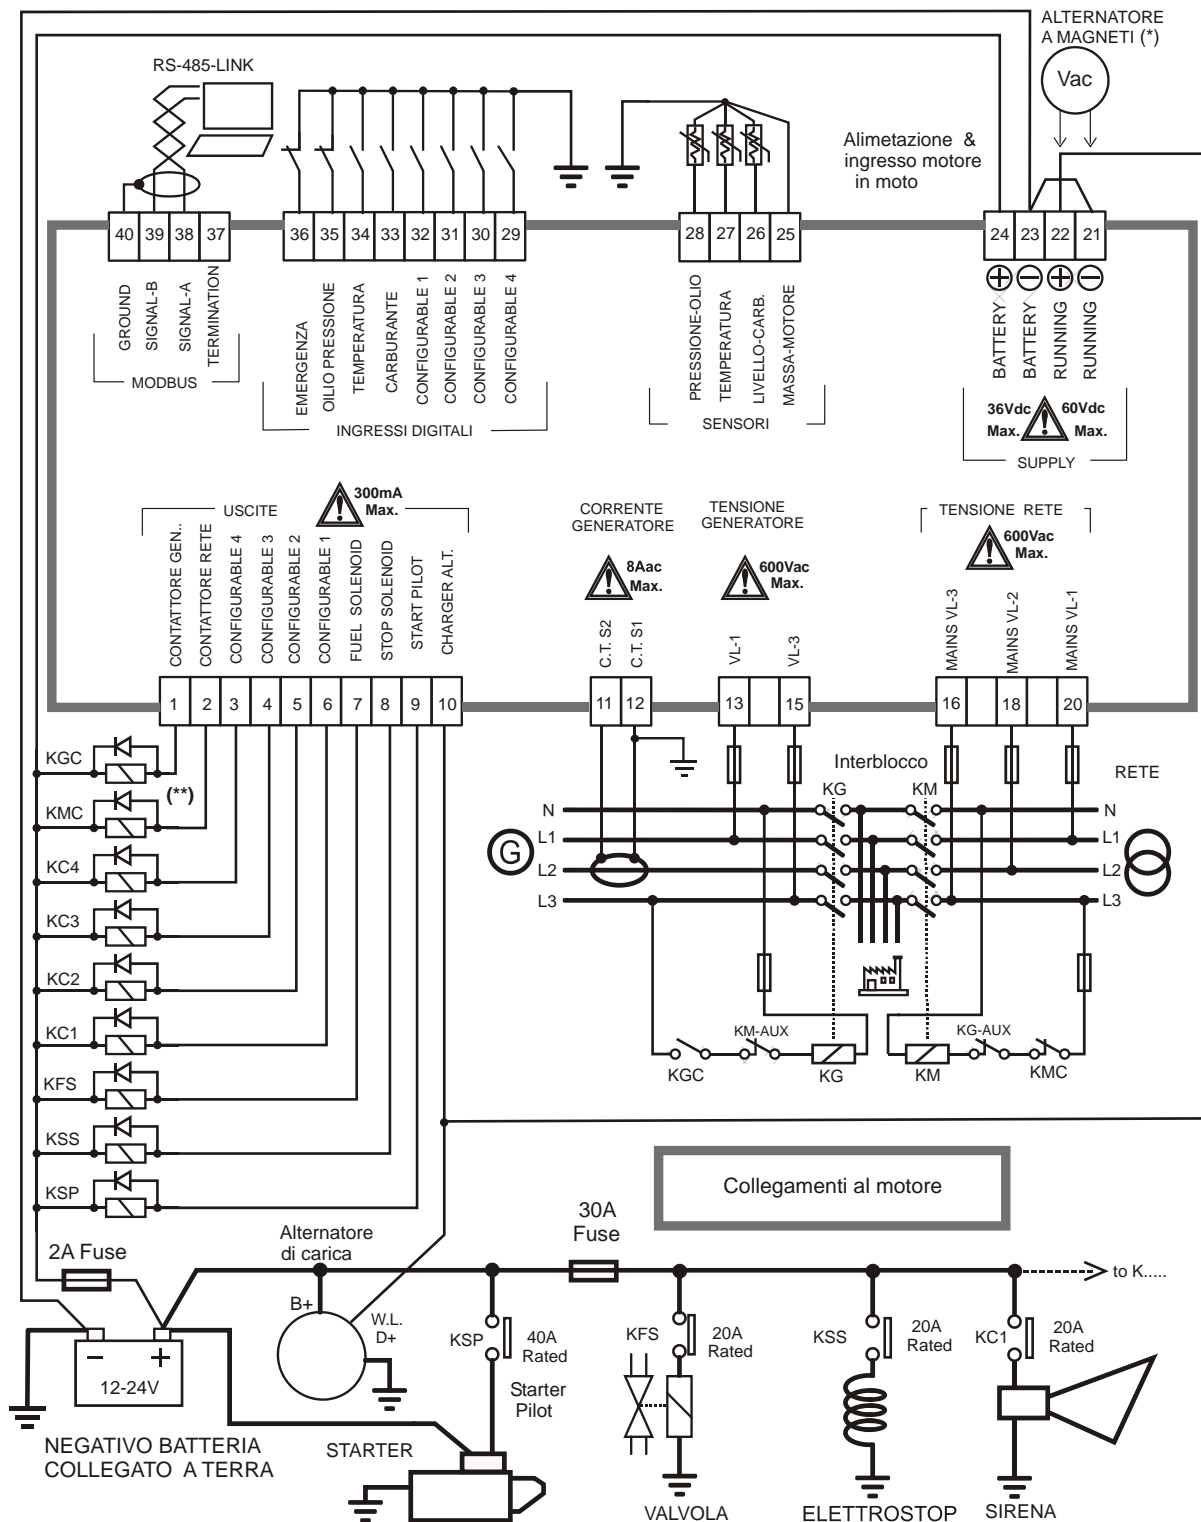 ALTERNATORE
A MAGNETI (*)
Vac
RS-485-LINK
Alimetazione &
ingresso motore
in moto
40 39 38 37
36 35 34 33 32 31 30 29
28 27 26 25
24 23 22 21
GROUND
SIGNAL-B
SIGNAL-A
TERMINATION
MODBUS
EMERGENZA
OILIO PRESSIONE
TEMPERATURA
CARBURANTE
CONFIGURABLE 1
CONFIGURABLE 2
CONFIGURABLE 3
CONFIGURABLE 4
INGRESSI DIGITALI
PRESSIONE-OLIO
TEMPERATURA
LIVELLO-CARB.
MASSA-MOTORE
SENSORI
BATTERY
BATTERY
RUNNING
RUNNING
36Vdc
Max.
60Vdc
Max.
SUPPLY
USCITE
300mA
Max.
CONTATTORE GEN..
CONTATTORE RETE
CONFIGURABLE 4
CONFIGURABLE 3
CONFIGURABLE 2
CONFIGURABLE 1
FUEL SOLENOID
STOP SOLENOID
START PILOT
CHARGER ALT.
CORRENTE
GENERATORE
8Aac
Max.
C.T. S2
C.T. S1
TENSIONE
GENERATORE
600Vac
Max.
VL-1
VL-3
TENSIONE RETE
600Vac
Max.
MAINS VL-3
MAINS VL-2
MAINS VL-1
1 2 3 4 5 6 7 8 9 10
11 12
13 15
16 18 20
KGC
(**)
KMC
KC4
KC3
KC2
KC1
KFS
KSS
KSP
Interblocco
KG KM
RETE
N
L1
L2
L3
G
N
L1
L2
L3
KM-AUX
KG-AUX
KGC
KG
KM
KMC
Collegamenti al motore
2A Fuse
Alternatore
di carica
30A
Fuse
to K.....
B+
W.L.
D+
KSP
40A
Rated
Starter
Pilot
KFS
20A
Rated
KSS
20A
Rated
KC1
20A
Rated
12-24V
NEGATIVO BATTERIA
COLLEGATO A TERRA
STARTER
VALVOLA
ELETTROSTOP
SIRENA